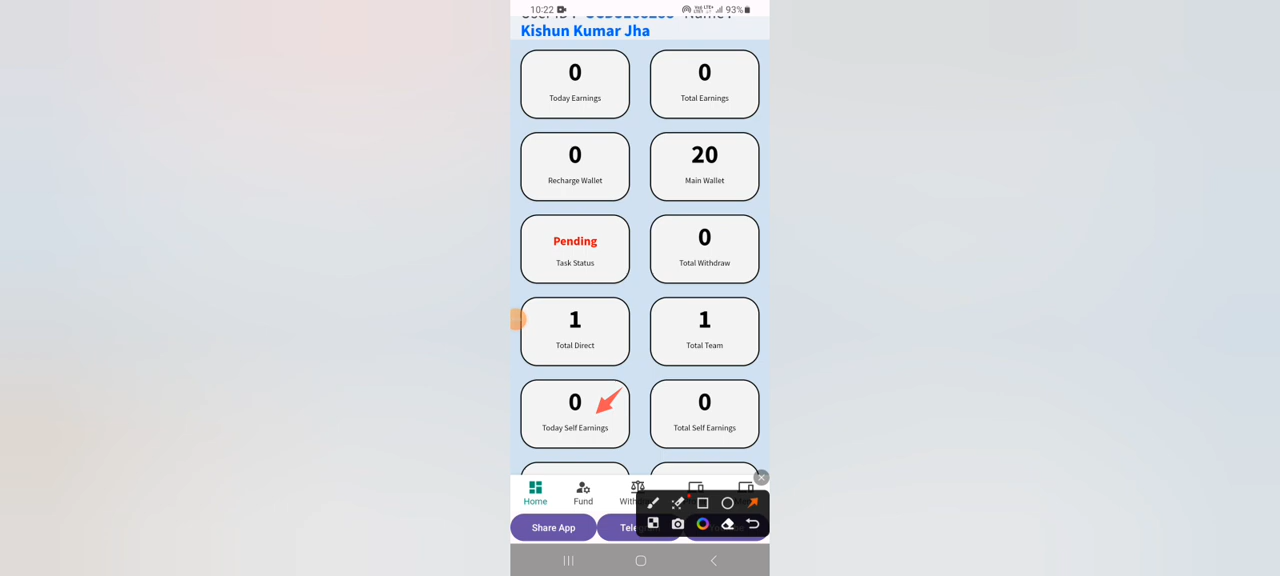 10:22 93%
Kishun Kumar Jha
0 0
Today Earnings Total Earnings
0 20
Recharge Wallet Main Wallet
Pending 0
Task Status Total Withdraw
1 1
Total Direct Total Team
0 0
Today Self Earnings Total Self Earnings
Home Fund
Share App